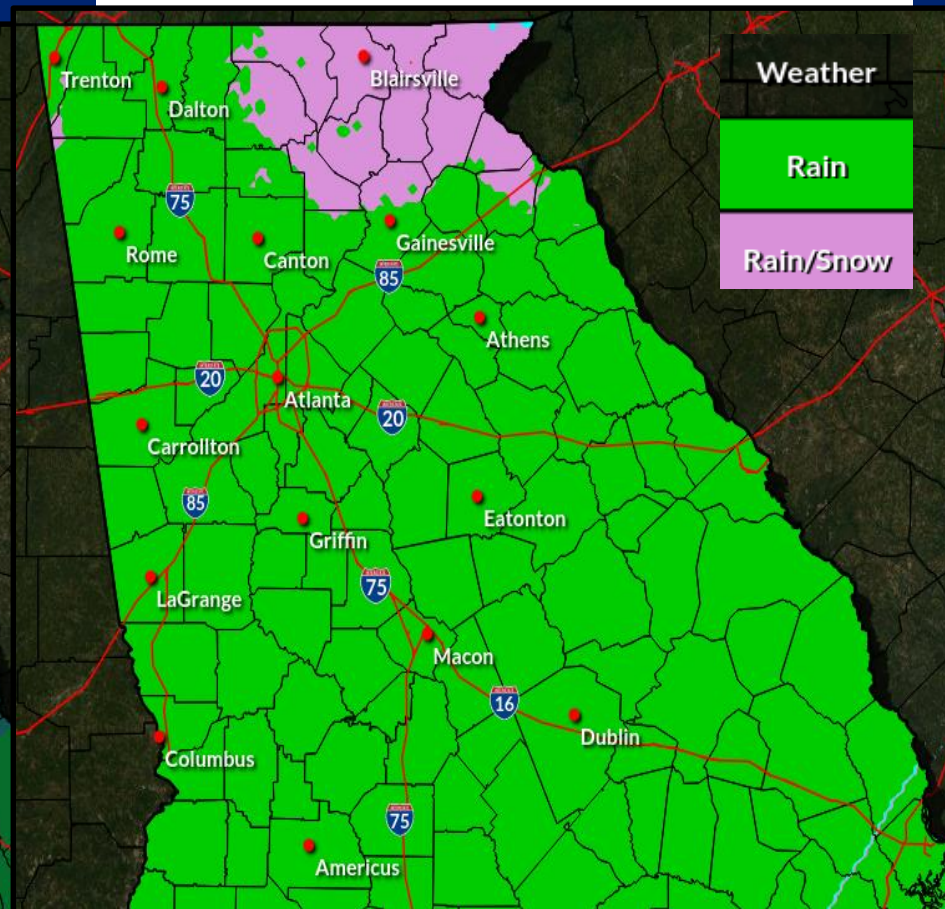 Weather
Rain
Rain/Snow
Trenton
Dalton
Blairsville
75
Rome
Canton
Gainesville
85
Athens
20
Atlanta
20
Carrollton
85
Eatonton
Griffin
75
LaGrange
Macon
16
Dublin
Columbus
75
Americus